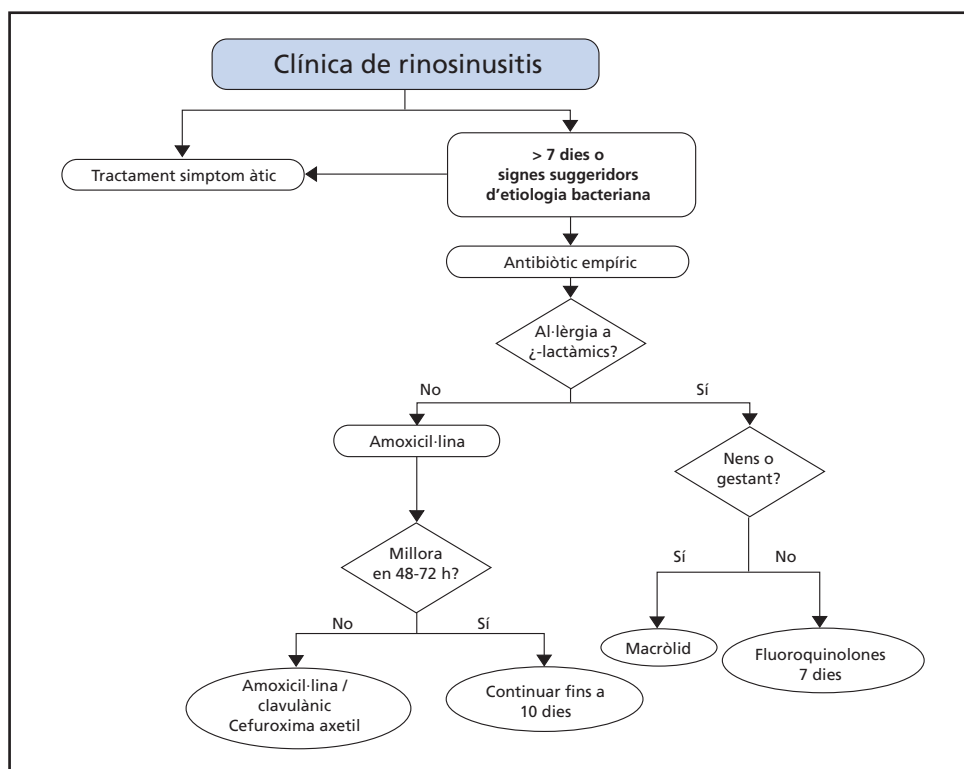 Clínica de rinosinusitis
> 7 dies o
signes suggeridors
d’etiologia bacteriana
Tractament simptom àtic
Antibiòtic empíric
Al·lèrgia a
¿-lactàmics?
No
Sí
Amoxicil·lina
Nens o
gestant?
Millora
en 48-72 h?
Sí
No
No
Sí
Macròlid
Fluoroquinolones
7 dies
Amoxicil·lina /
clavulànic
Cefuroxima axetil
Continuar fins a
10 dies